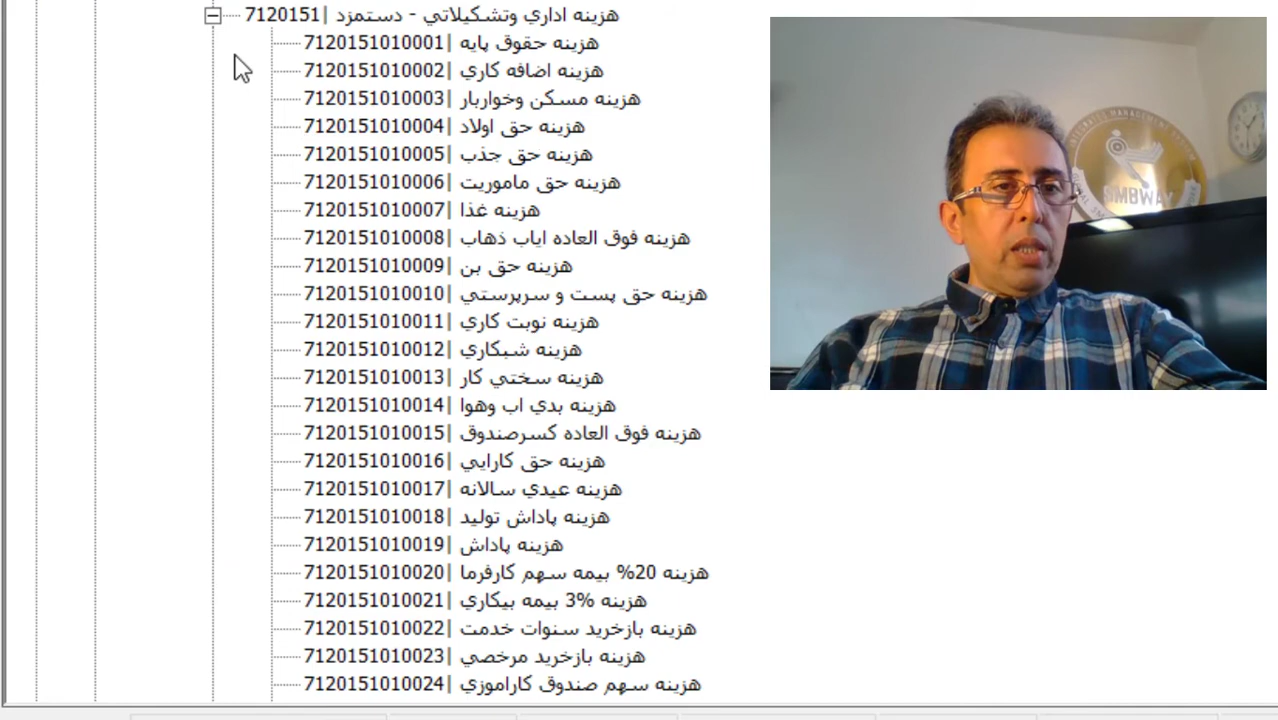 7120151| هزينه اداري وتشكيلاتي - دستمزد
7120151010001| هزينه حقوق پايه
7120151010002| هزينه اضافه كاري
7120151010003| هزينه مسكن وخواربار
7120151010004| هزينه حق اولاد
7120151010005| هزينه حق جذب
7120151010006| هزينه حق ماموريت
7120151010007| هزينه غذا
7120151010008| هزينه فوق العاده اياب ذهاب
7120151010009| هزينه حق بن
7120151010010| هزينه حق پست و سرپرستي
7120151010011| هزينه نوبت كاري
7120151010012| هزينه شبكاري
7120151010013| هزينه سختي كار
7120151010014| هزينه بدي اب وهوا
7120151010015| هزينه فوق العاده كسرصندوق
7120151010016| هزينه حق كارايي
7120151010017| هزينه عيدي سالانه
7120151010018| هزينه پاداش توليد
7120151010019| هزينه پاداش
7120151010020| هزينه 20% بيمه سهم كارفرما
7120151010021| هزينه 3% بيمه بيكاري
7120151010022| هزينه بازخريد سنوات خدمت
7120151010023| هزينه بازخريد مرخصي
7120151010024| هزينه سهم صندوق كاراموزي
SMBWAY